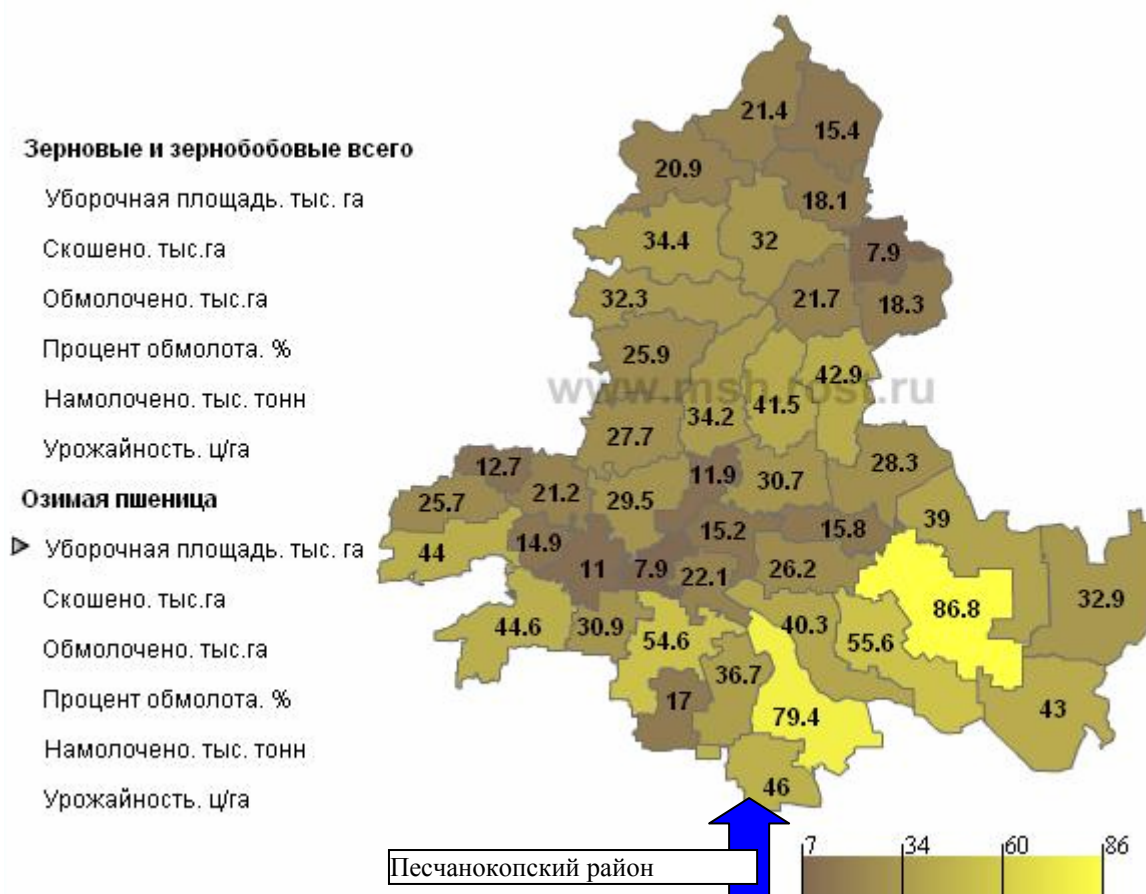 Зерновые и зернобобовые всего
Уборочная площадь. тыс. га
Скошено. тыс.га
Обмолочено. тыс.га
Процент обмолота. %
Намолочено. тыс. тонн
Урожайность. ц/га
Озимая пшеница
Уборочная площадь. тыс. га
Скошено. тыс.га
Обмолочено. тыс.га
Процент обмолота. %
Намолочено. тыс. тонн
Урожайность. ц/га
21.4
15.4
20.9
18.1
34.4
32
7.9
32.3
21.7
18.3
25.9
www.msh.rost.ru
42.9
41.5
34.2
27.7
12.7
11.9
28.3
25.7
21.2
29.5
30.7
39
44
14.9
15.2
15.8
11
7.9
22.1
26.2
86.8
32.9
44.6
30.9
54.6
40.3
55.6
36.7
17
79.4
43
46
Песчанокопский район
7 34 60 86